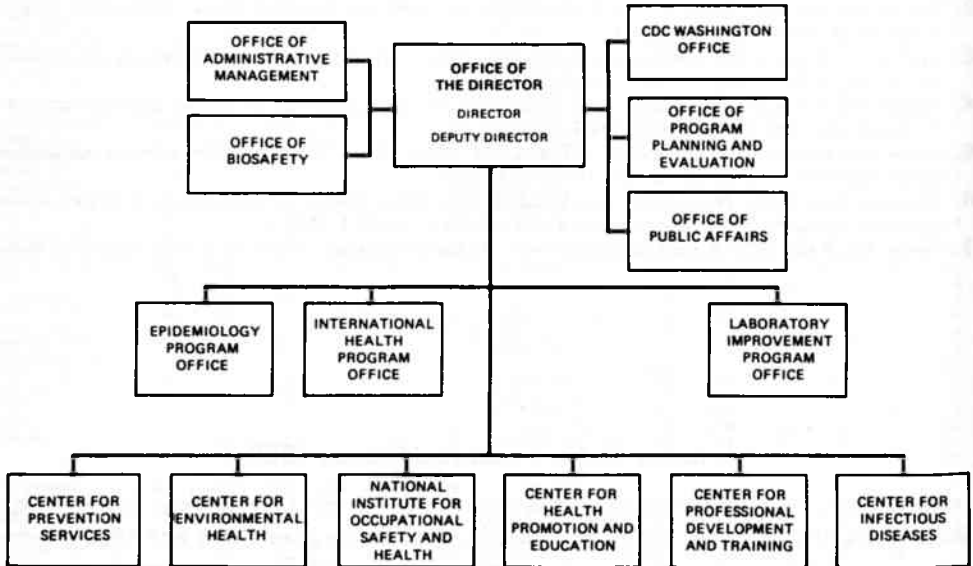 OFFICE OF
ADMINISTRATIVE
MANAGEMENT
OFFICE OF
BIOSAFETY
OFFICE OF
THE DIRECTOR
DIRECTOR
DEPUTY DIRECTOR
CDC WASHINGTON
OFFICE
OFFICE OF
PROGRAM
PLANNING AND
EVALUATION
OFFICE OF
PUBLIC AFFAIRS
EPIDEMIOLOGY
PROGRAM
OFFICE
INTERNATIONAL
HEALTH
PROGRAM
OFFICE
LABORATORY
IMPROVEMENT
PROGRAM
OFFICE
CENTER FOR
PREVENTION
SERVICES
CENTER FOR
ENVIRONMENTAL
HEALTH
NATIONAL
INSTITUTE FOR
OCCUPATIONAL
SAFETY AND
HEALTH
CENTER FOR
HEALTH
PROMOTION AND
EDUCATION
CENTER FOR
PROFESSIONAL
DEVELOPMENT
AND TRAINING
CENTER FOR
INFECTIOUS
DISEASES